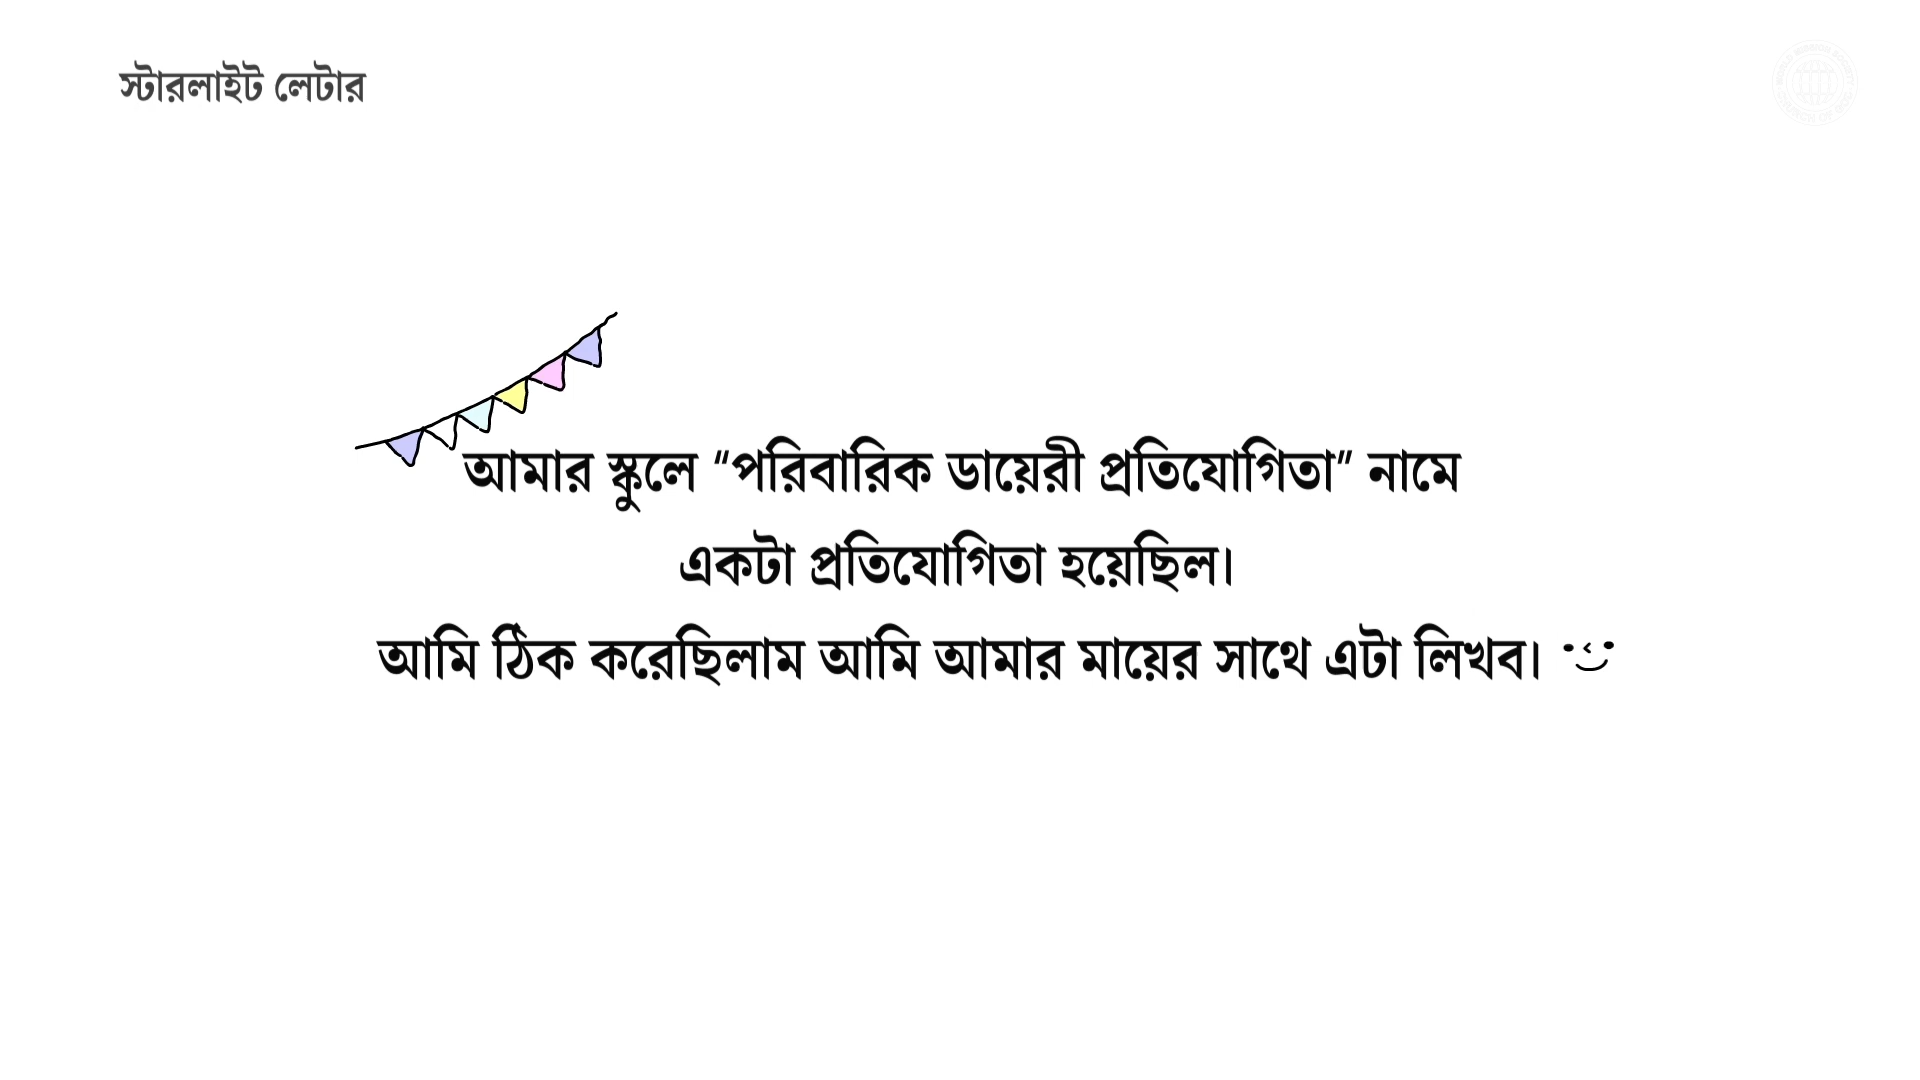 স্টারলাইট লেটার
আমার স্কুলে “পরিবারিক ডায়েরী প্রতিযোগিতা” নামে
একটা প্রতিযোগিতা হয়েছিল।
আমি ঠিক করেছিলাম আমি আমার মায়ের সাথে এটা লিখব।